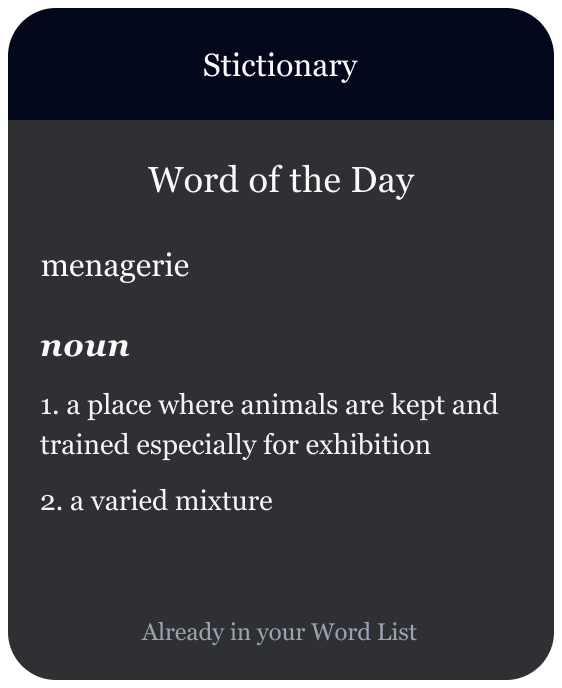 Stictionary
Word of the Day
menagerie
noun
1. a place where animals are kept and
trained especially for exhibition
2. a varied mixture
Already in your Word List